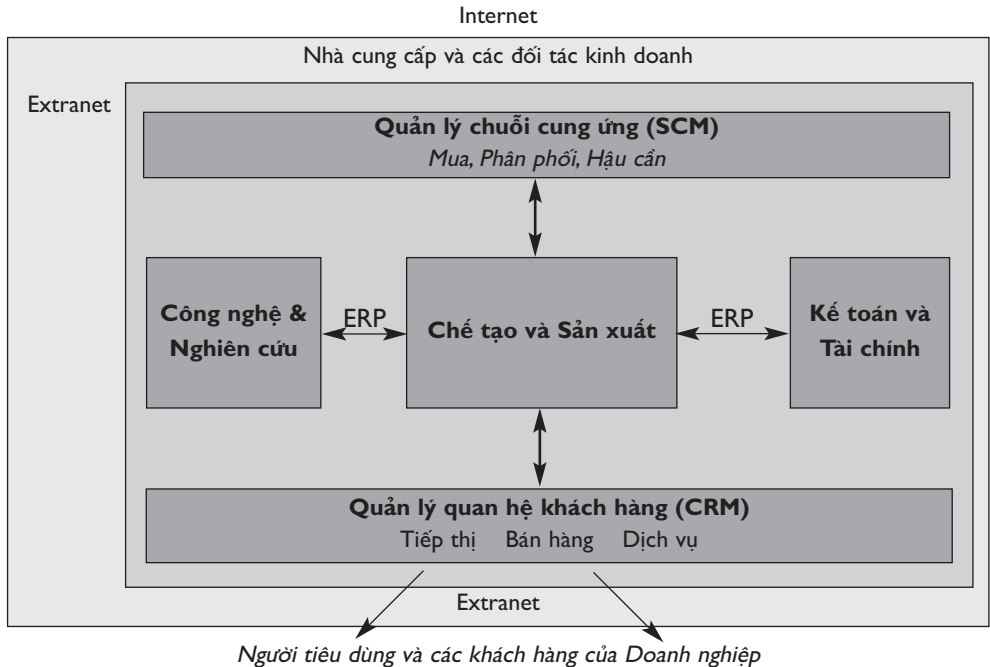 Internet
Nhà cung cấp và các đối tác kinh doanh
Extranet
Quản lý chuỗi cung ứng (SCM)
Mua, Phân phối, Hậu cần
Công nghệ &
Nghiên cứu
ERP
Chế tạo và Sản xuất
ERP
Kế toán và
Tài chính
Quản lý quan hệ khách hàng (CRM)
Tiếp thị Bán hàng Dịch vụ
Extranet
Người tiêu dùng và các khách hàng của Doanh nghiệp